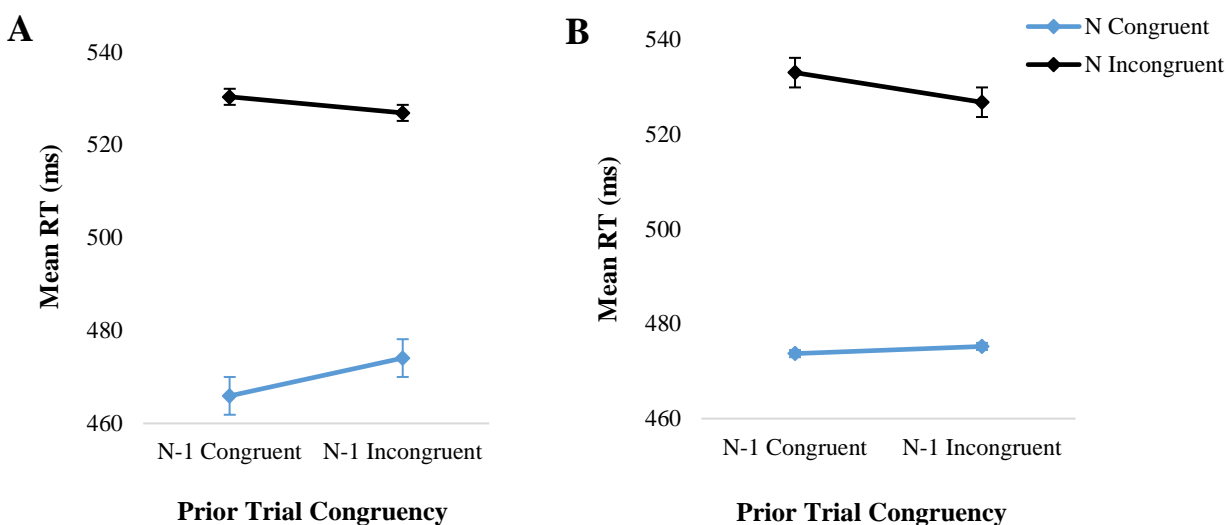 A
Mean RT (ms)
540
520
500
480
460
N-1 Congruent N-1 Incongruent
Prior Trial Congruency
B
Mean RT (ms)
540
520
500
480
460
N-1 Congruent N-1 Incongruent
Prior Trial Congruency
N Congruent
N Incongruent